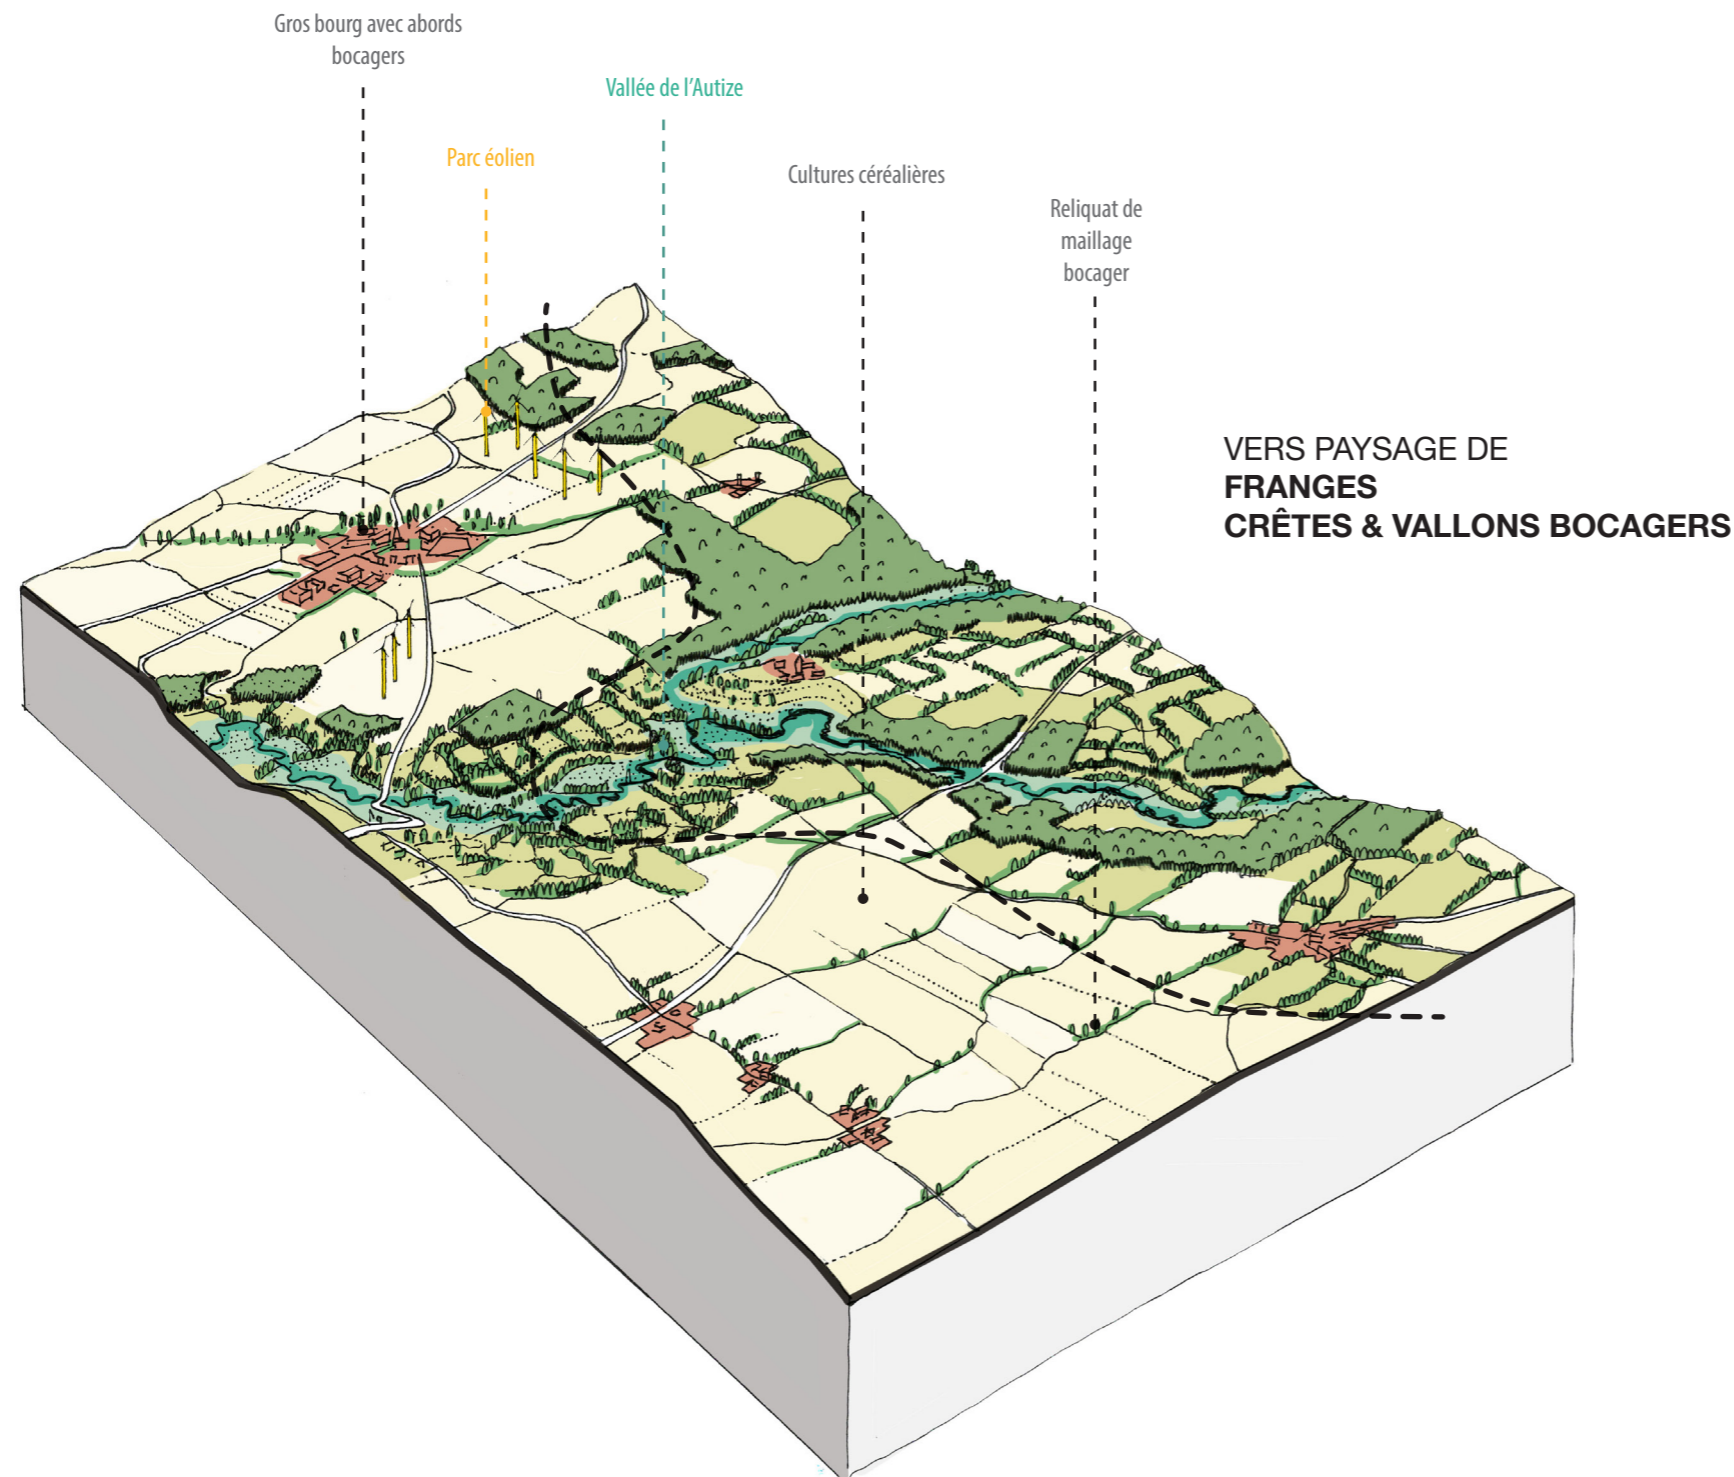 Gros bourg avec abords
bocagers
Vallée de l'Autize
Parc éolien
Cultures céréalières
Reliquat de
maillage
bocager
VERS PAYSAGE DE
FRANGES
CRÊTES & VALLONS BOCAGERS